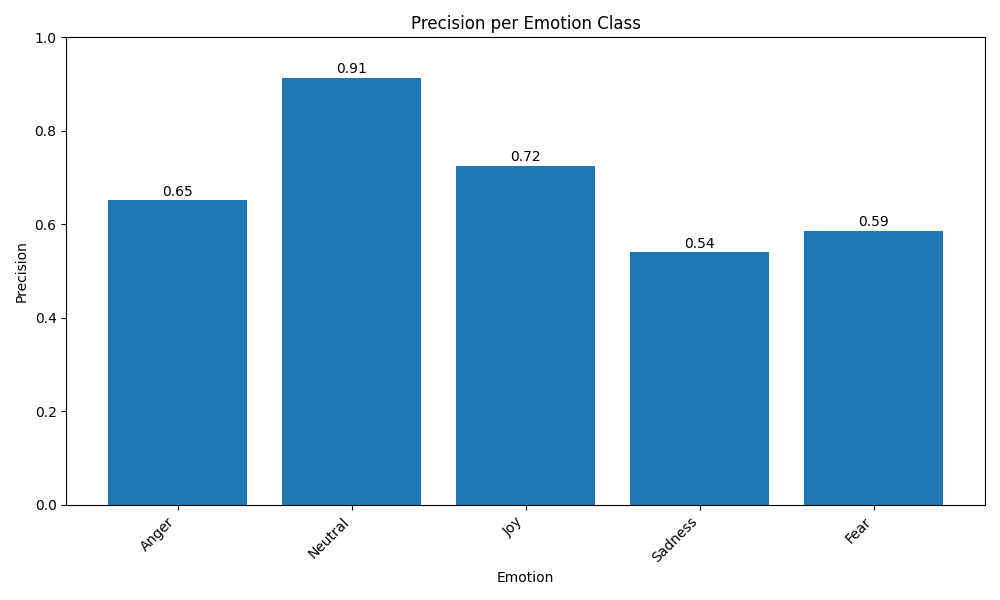 Precision per Emotion Class
1.0
0.8
0.6
0.4
0.2
0.0
Precision
0.65
0.91
0.72
0.54
0.59
Anger
Neutral
Joy
Sadness
Fear
Emotion